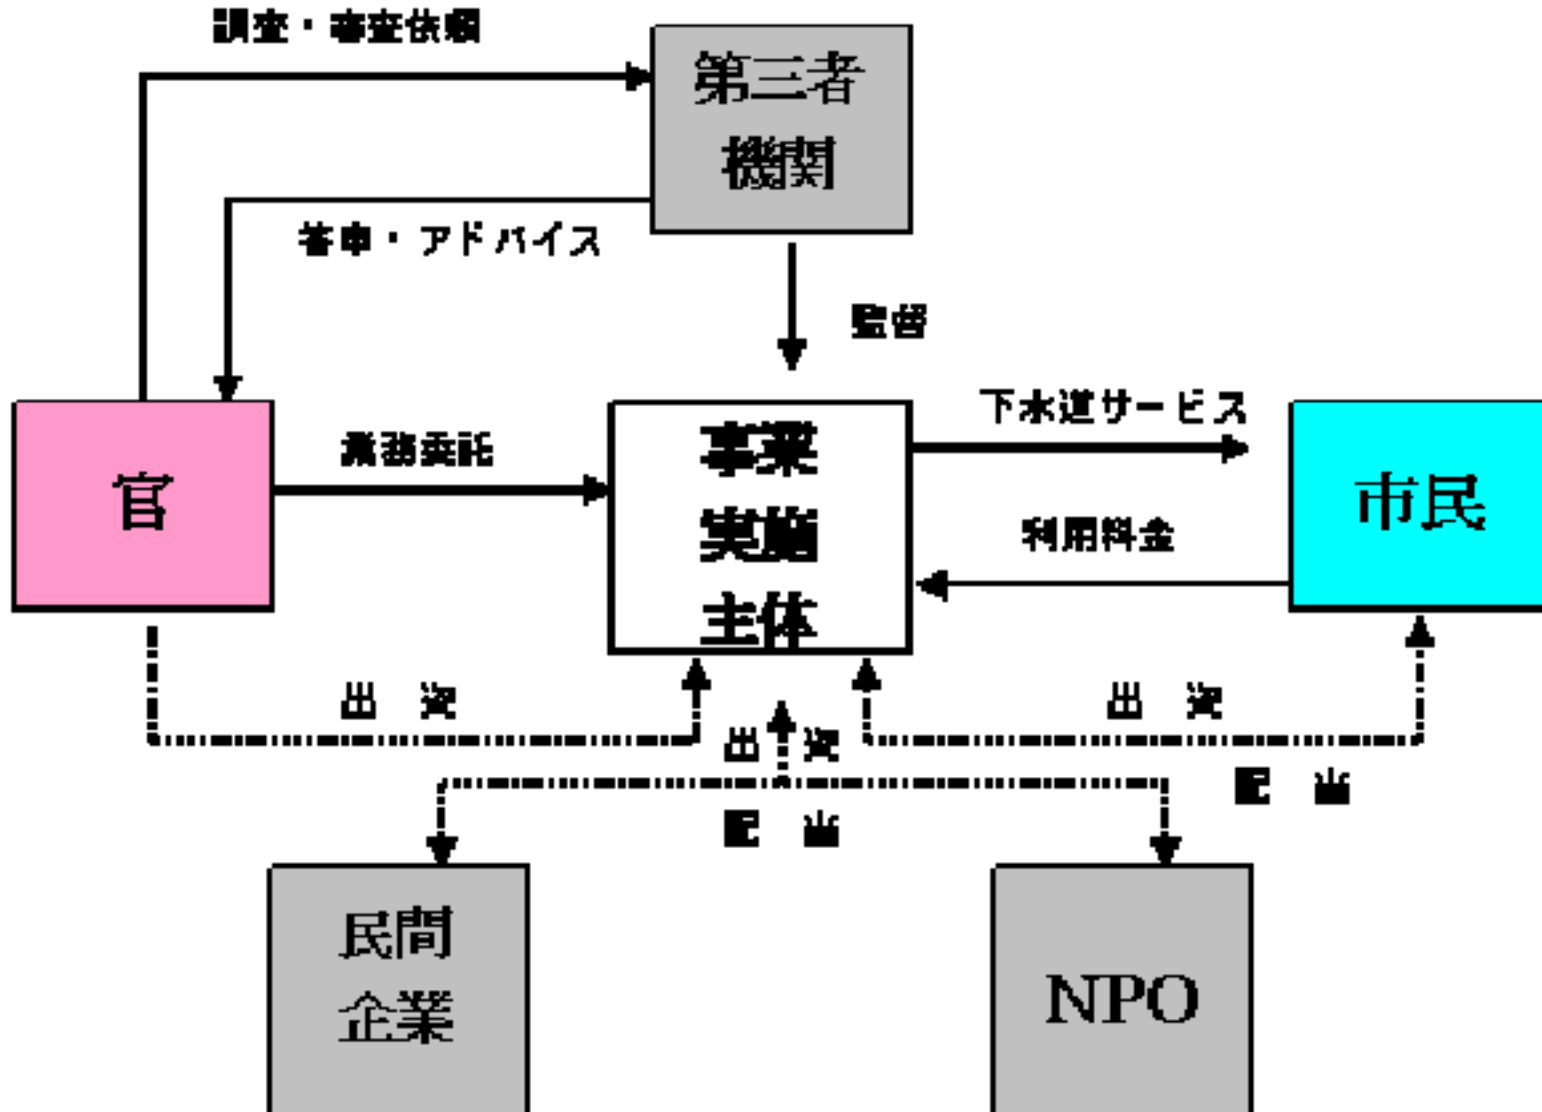 調査・審査依頼
第三者
機関
答申・アドバイス
監督
下水道サービス
業務委託
官
事業
実施
主体
市民
利用料金
出 資
出 資
出 資
配 当
配 当
民間
企業
NPO